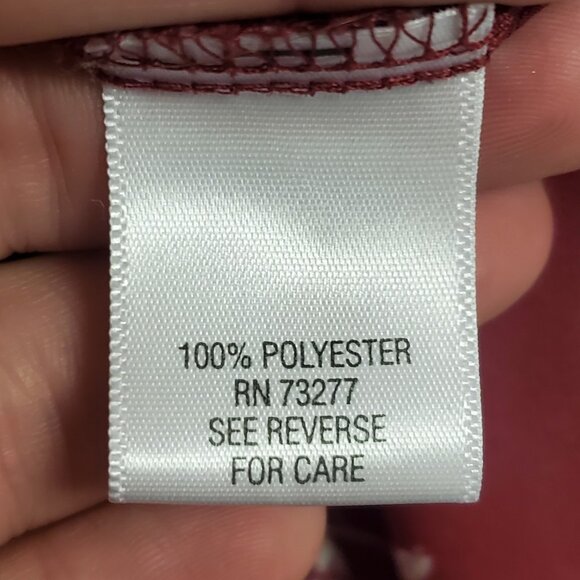 100% POLYESTER
RN 73277
SEE REVERSE
FOR CARE